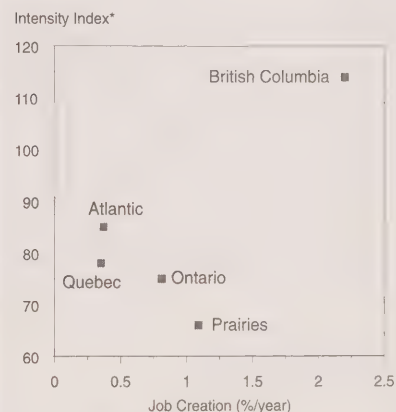 Intensity Index*
120
British Columbia
110
100
90
Atlantic
80
Quebec
Ontario
70
Prairies
60
0 0.5 1 1.5 2 2.5
Job Creation (%/year)